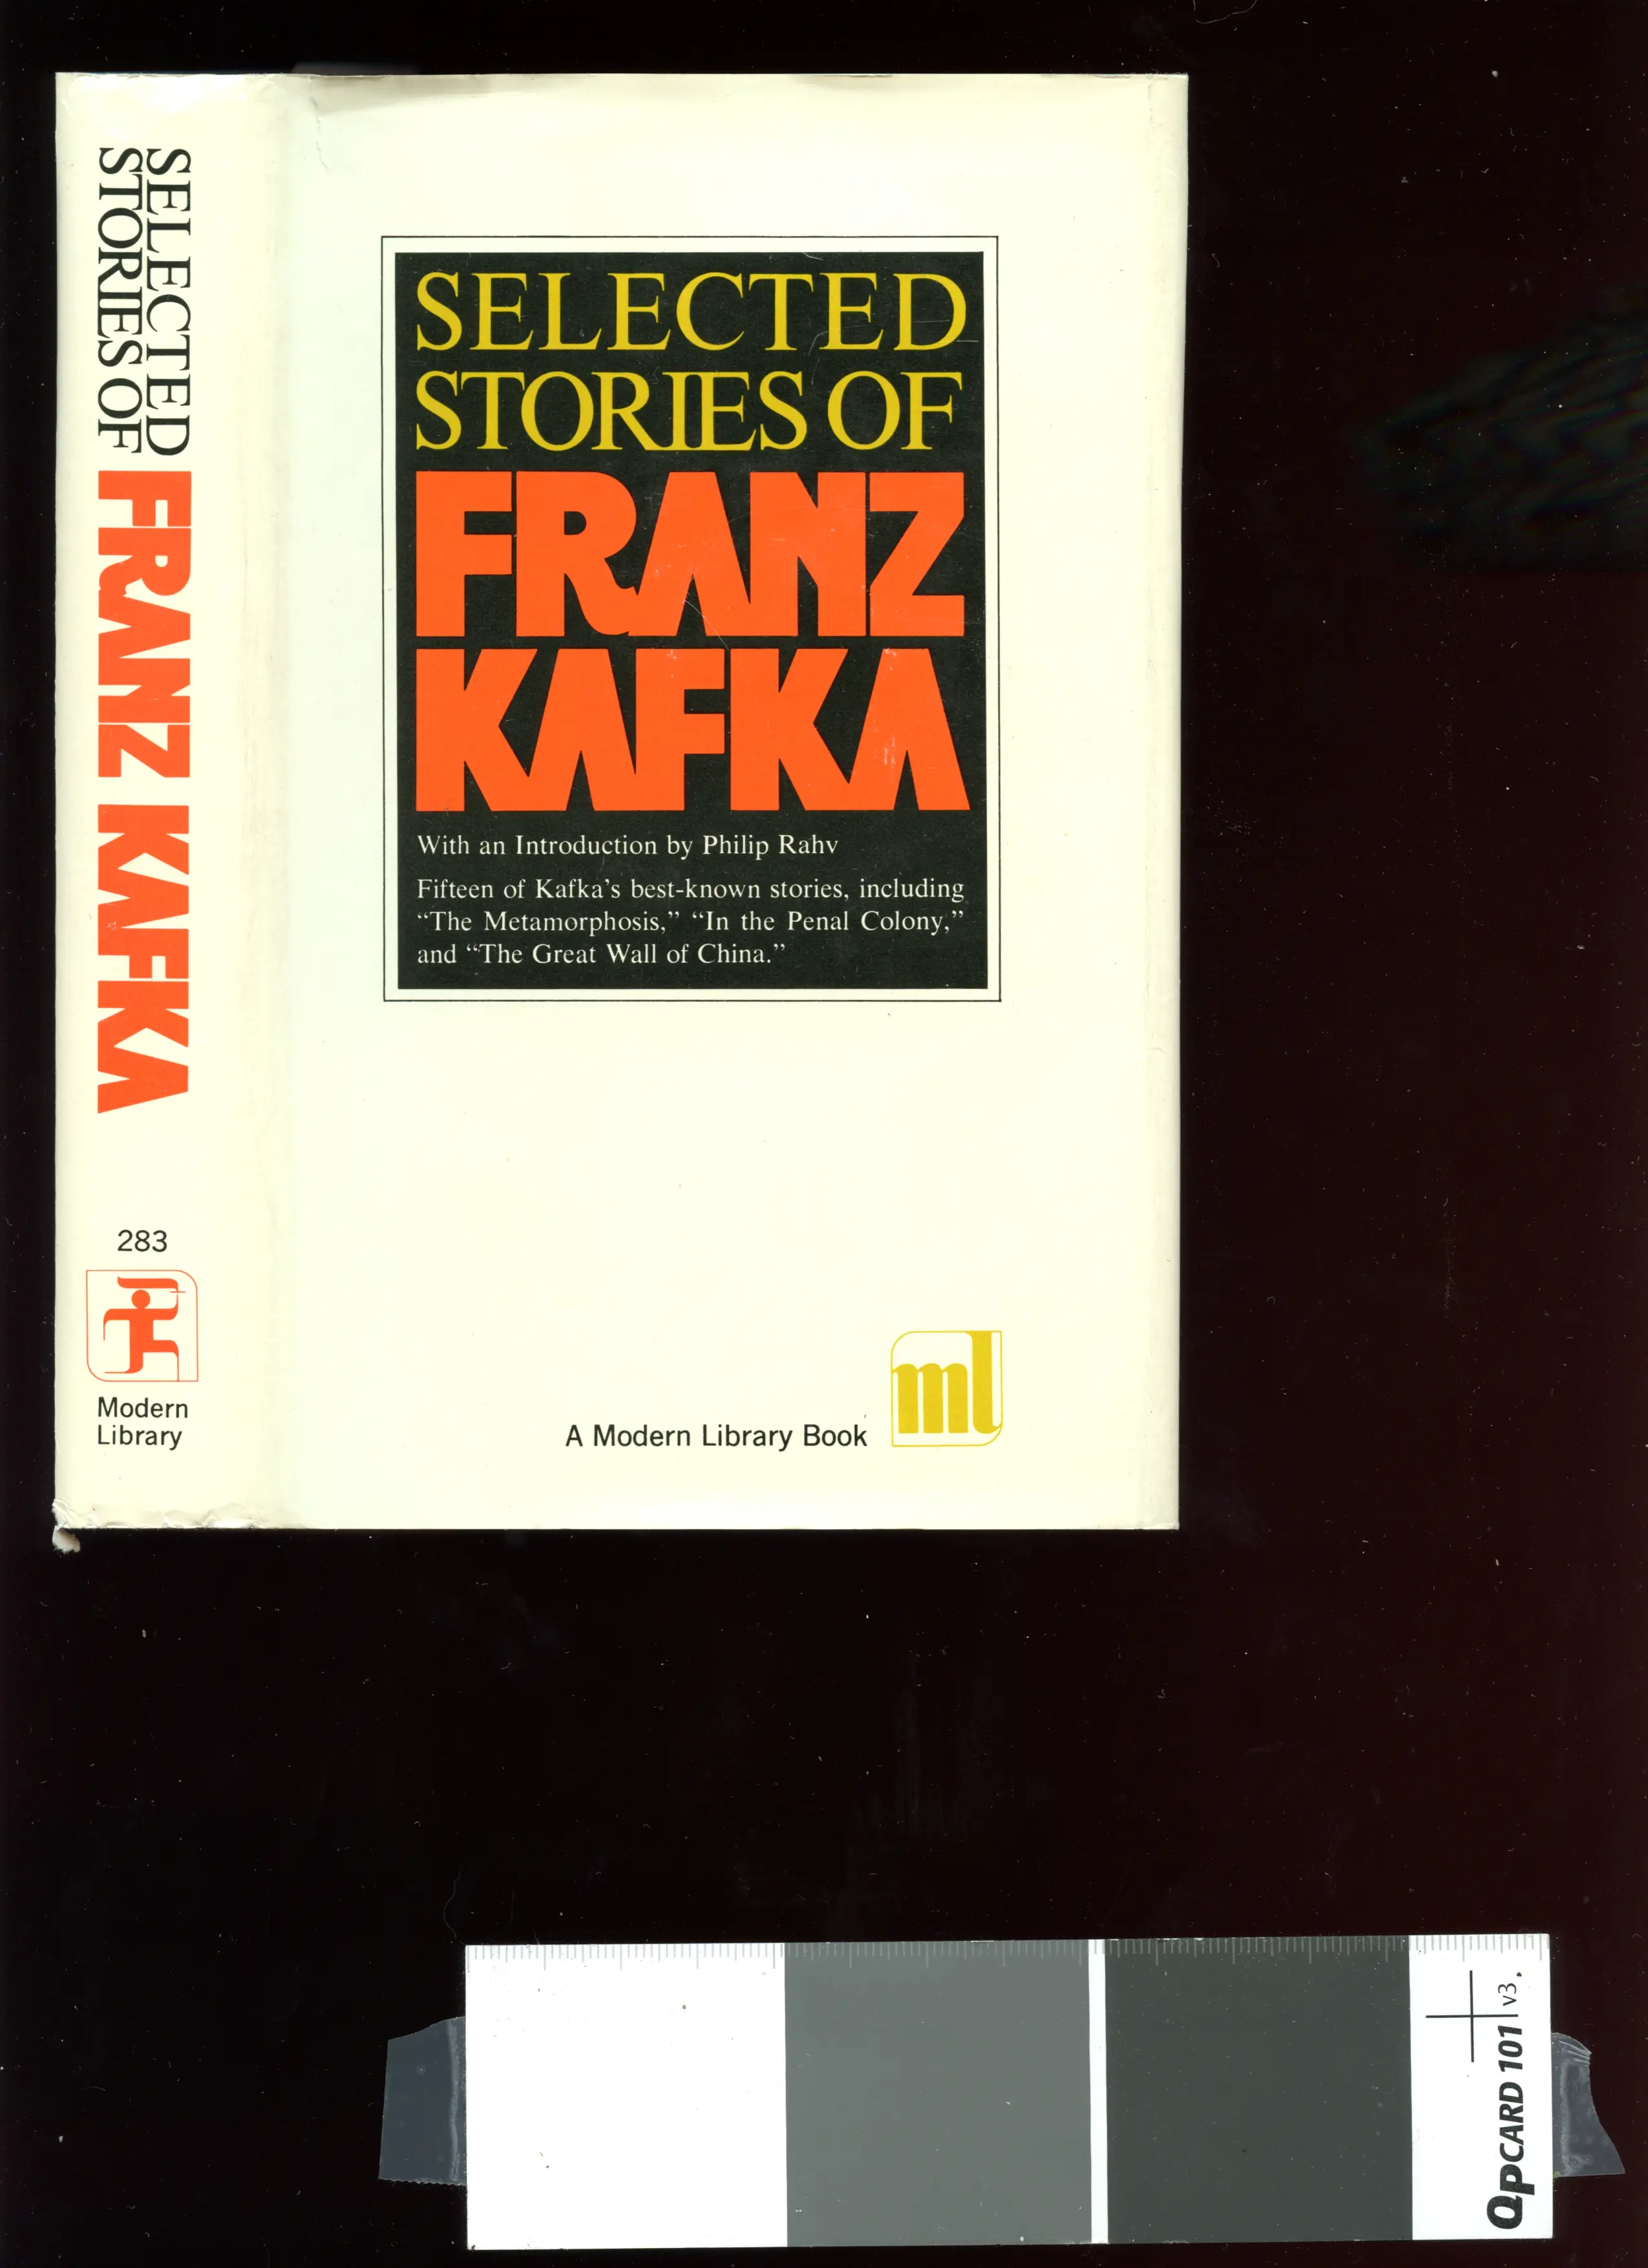 SELECTED
STORIES OF
FRANZ KAFKA
283
Modern
Library
SELECTED
STORIES OF
FRANZ
KAFKA
With an Introduction by Philip Rahv
Fifteen of Kafka’s best-known stories, including
“The Metamorphosis,” “In the Penal Colony,”
and “The Great Wall of China.”
A Modern Library Book
ml
QPCARD 101 v3.